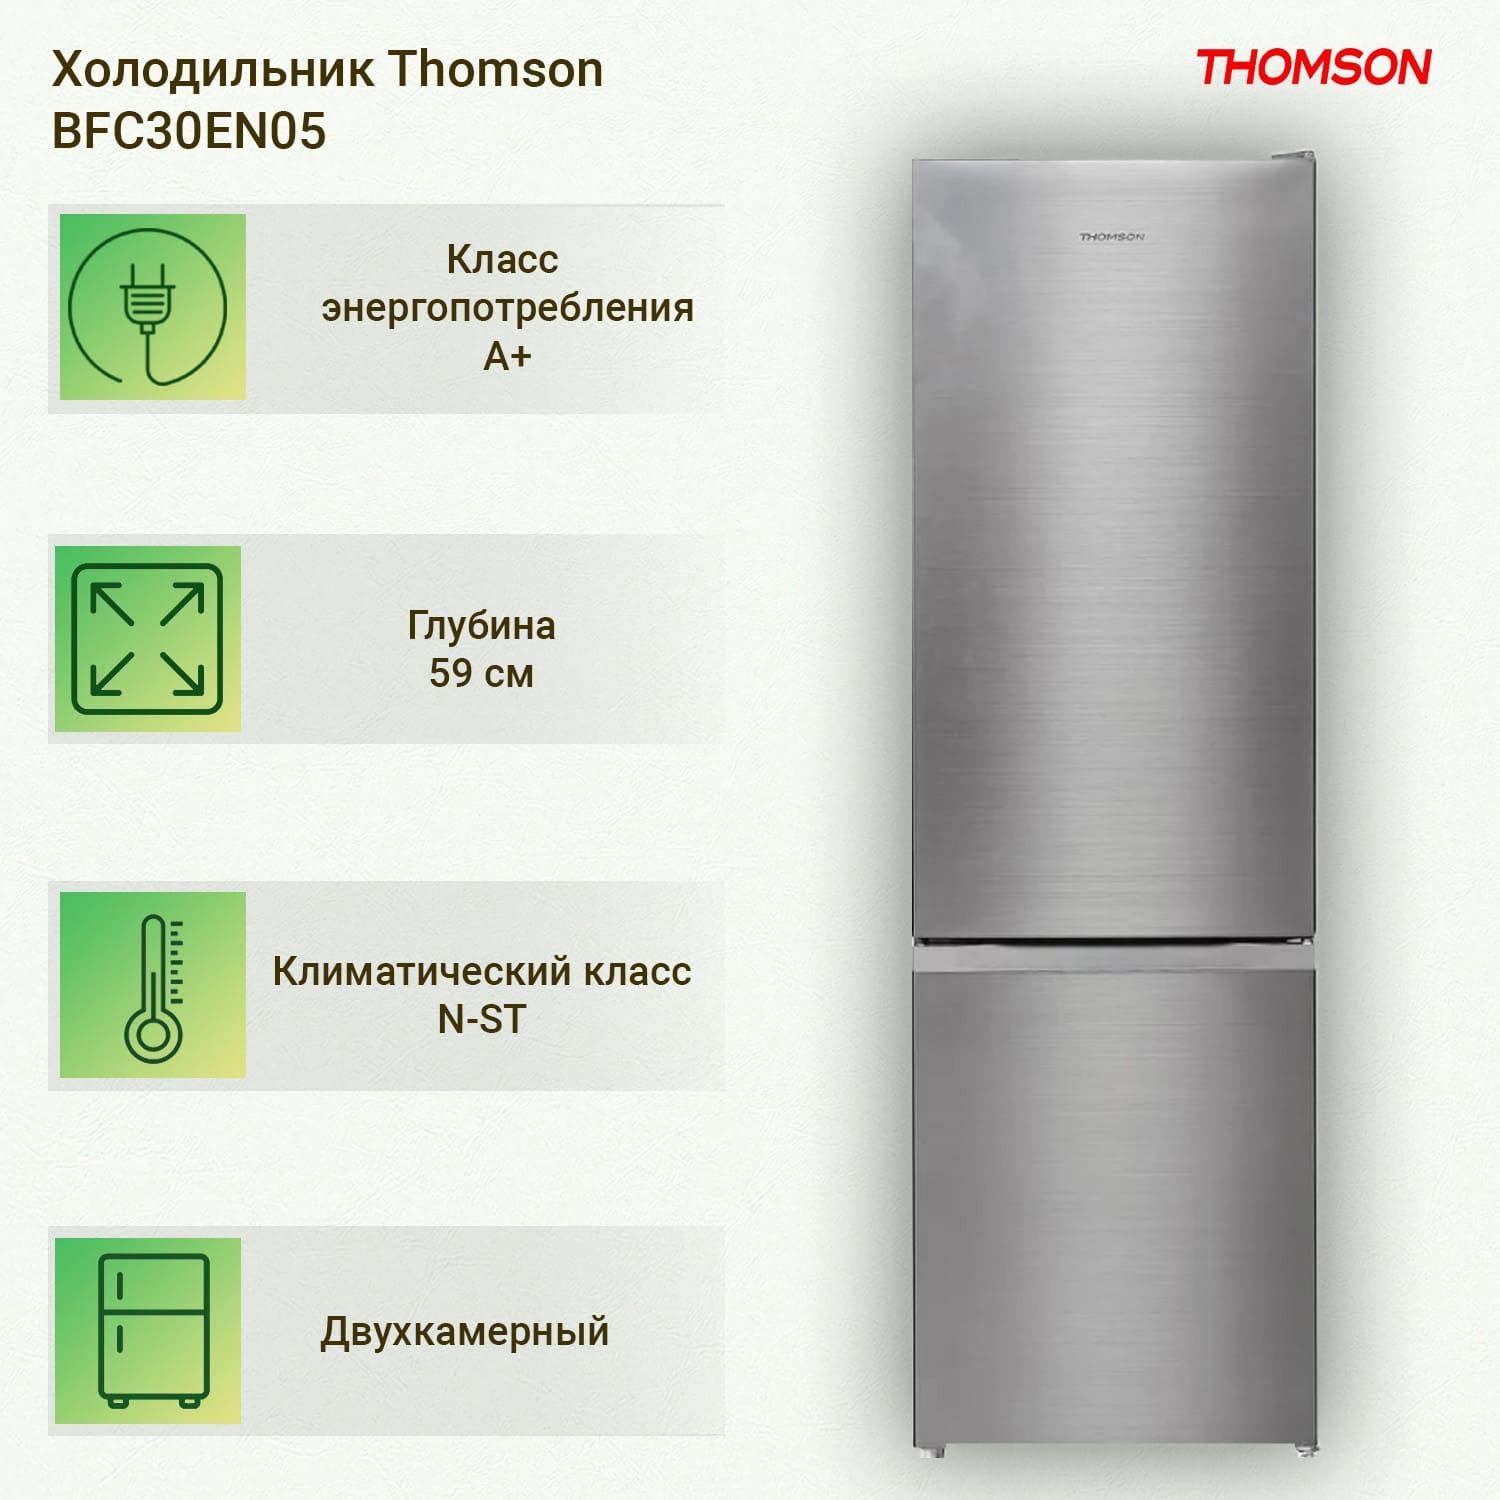 Холодильник Thomson
BFC30EN05
THOMSON
THOMSON
Класс
энергопотребления
A+
Глубина
59 см
Климатический класс
N-ST
Двухкамерный